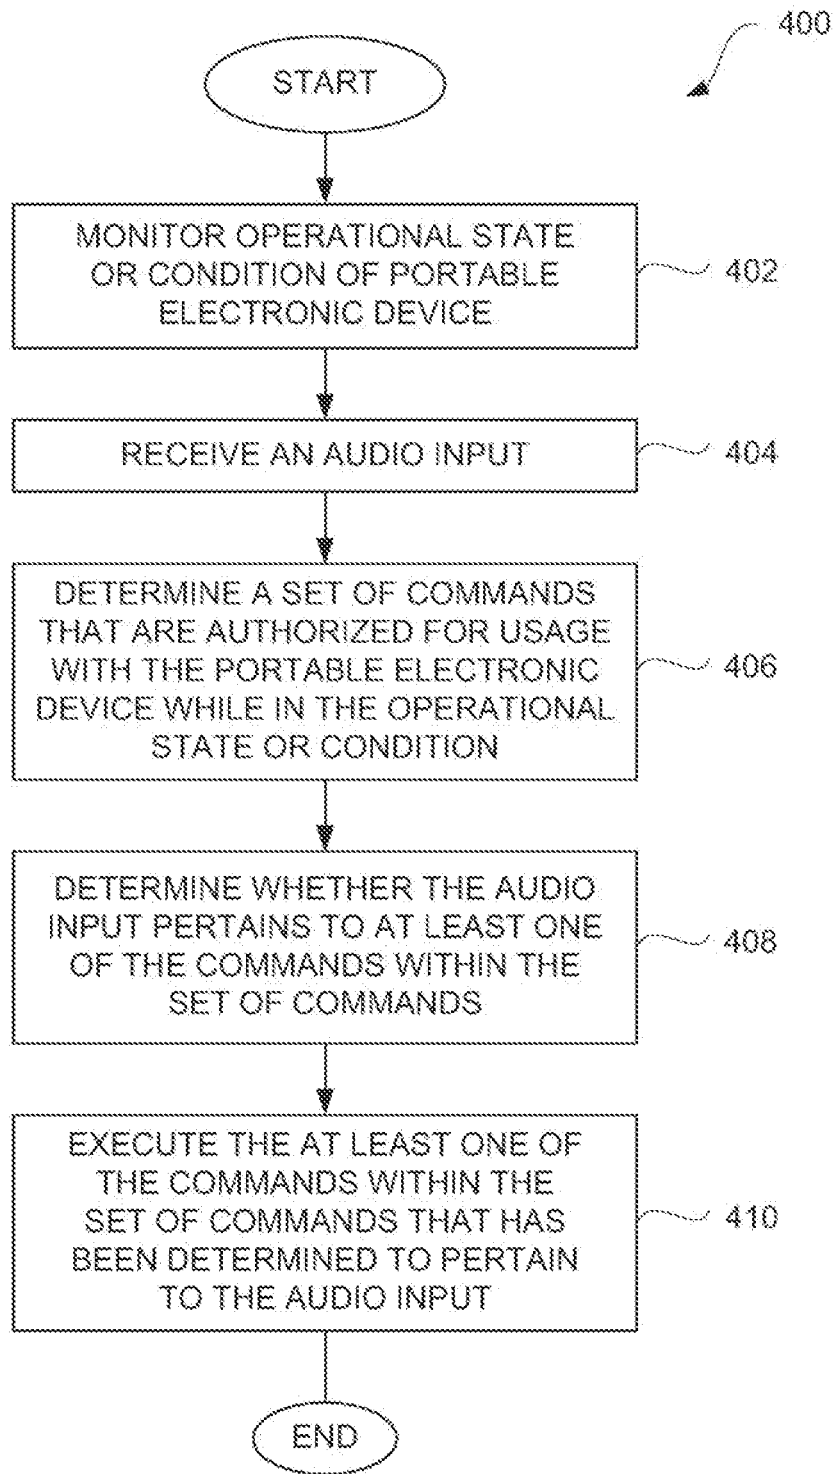 400
START
MONITOR OPERATIONAL STATE
OR CONDITION OF PORTABLE
ELECTRONIC DEVICE
402
RECEIVE AN AUDIO INPUT
404
DETERMINE A SET OF COMMANDS
THAT ARE AUTHORIZED FOR USAGE
WITH THE PORTABLE ELECTRONIC
DEVICE WHILE IN THE OPERATIONAL
STATE OR CONDITION
406
DETERMINE WHETHER THE AUDIO
INPUT PERTAINS TO AT LEAST ONE
OF THE COMMANDS WITHIN THE
SET OF COMMANDS
408
EXECUTE THE AT LEAST ONE OF
THE COMMANDS WITHIN THE
SET OF COMMANDS THAT HAS
BEEN DETERMINED TO PERTAIN
TO THE AUDIO INPUT
410
END